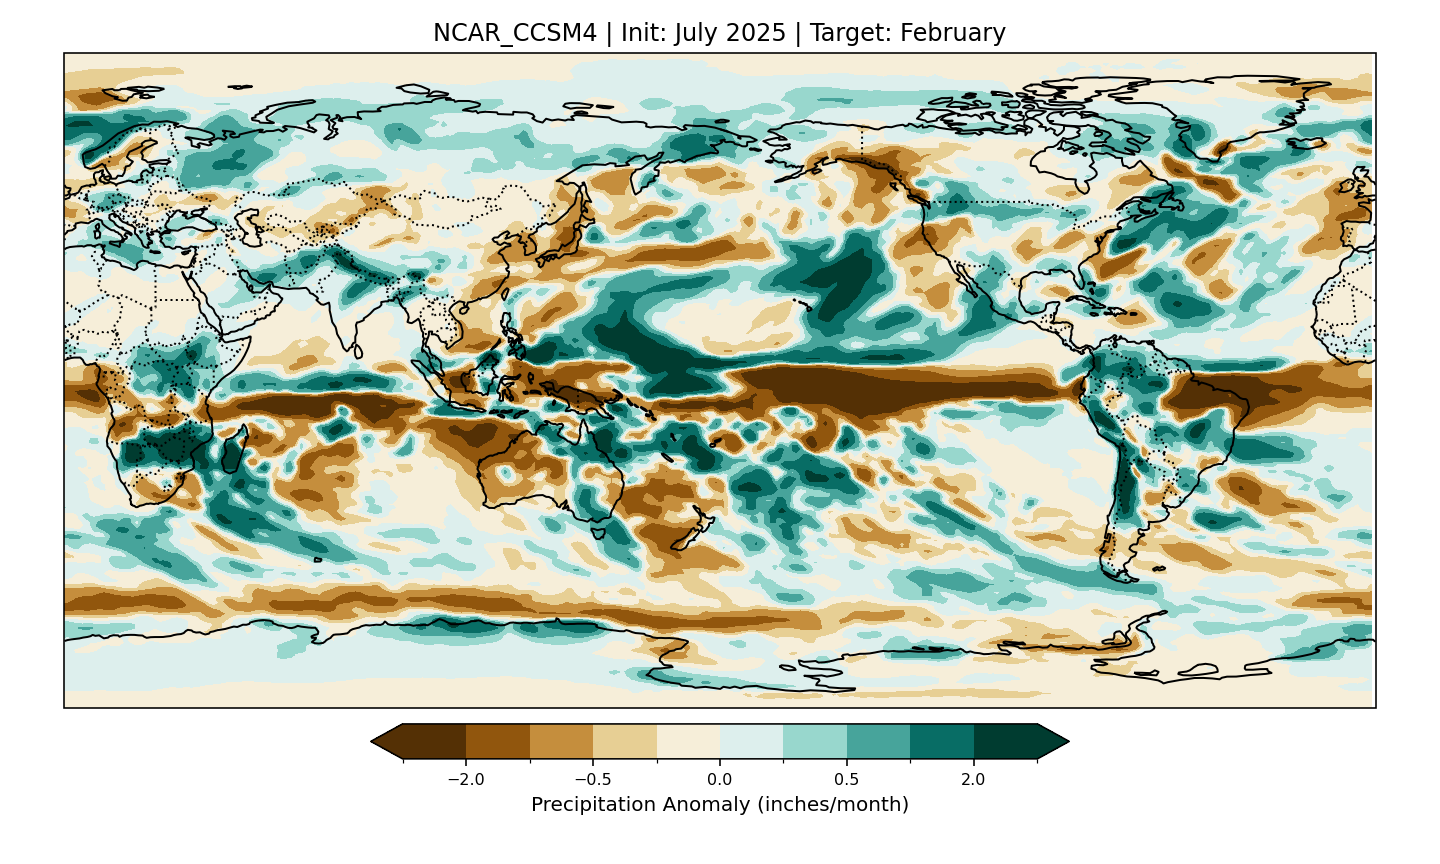 NCAR_CCSM4 | Init: July 2025 | Target: February
−2.0 −0.5 0.0 0.5 2.0
Precipitation Anomaly (inches/month)